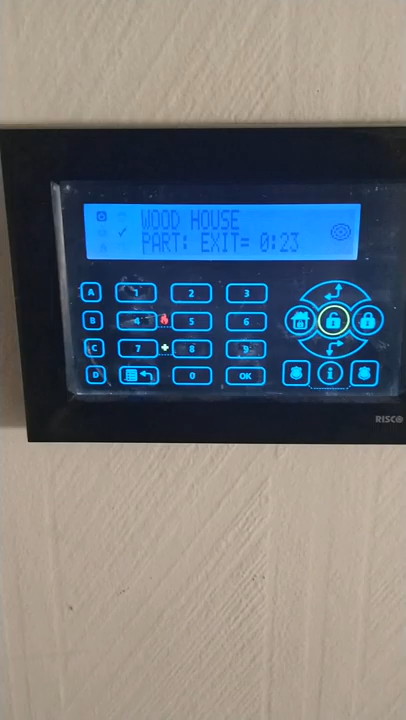 WOOD HOUSE
PART: EXIT= 0:23
A 1 2 3
B 4 5 6
C 7 8 9
D 0 OK
i
RISCO